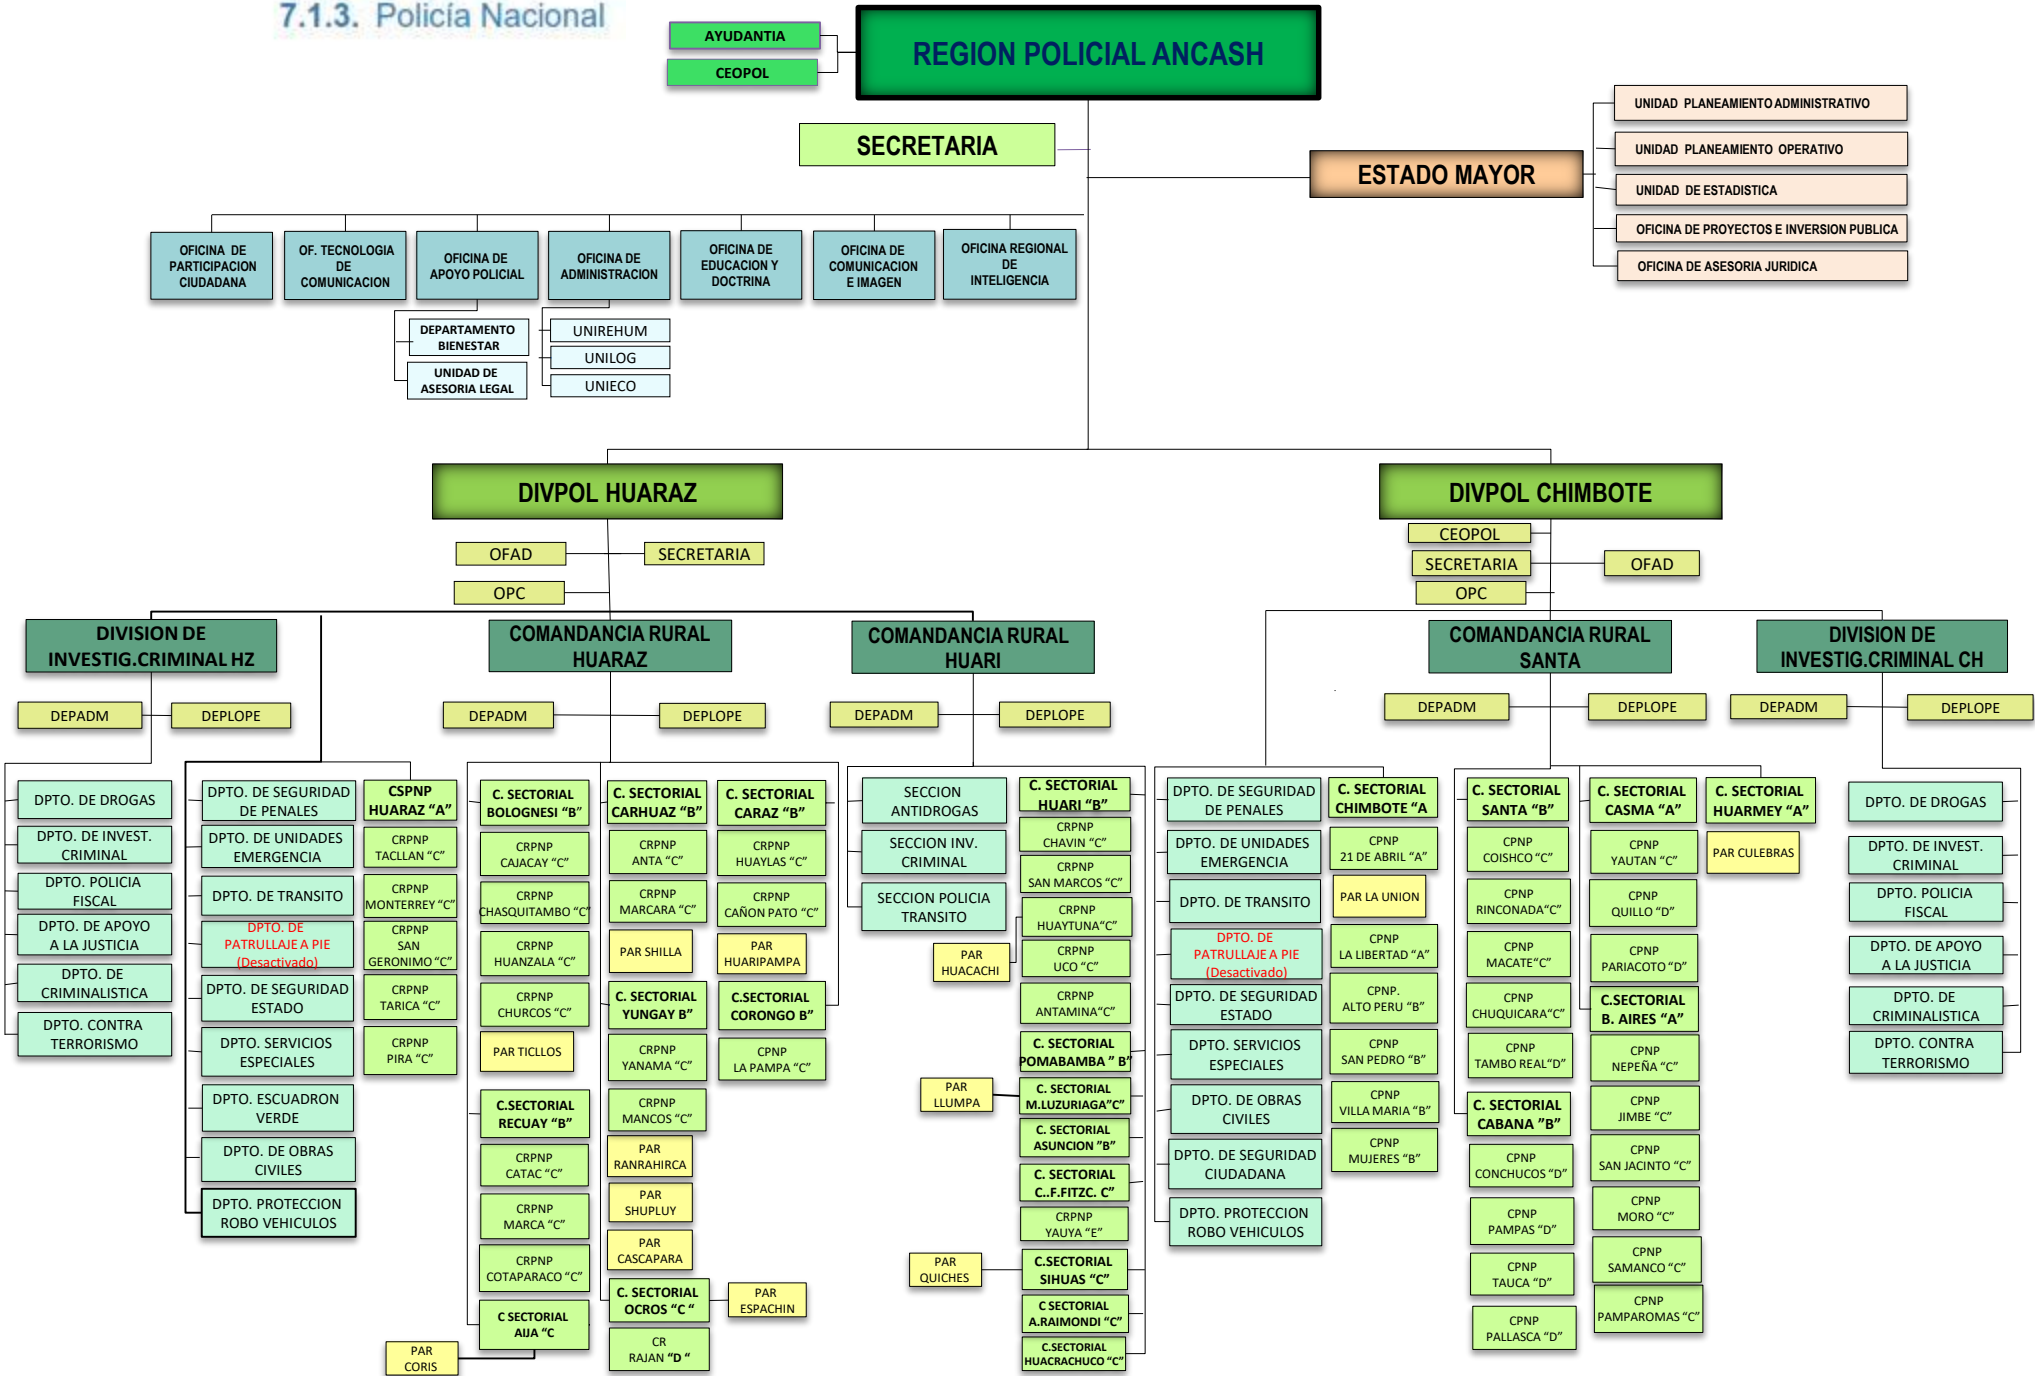 7.1.3. Policía Nacional
AYUDANTIA
CEOPOL
REGION POLICIAL ANCASH
SECRETARIA
ESTADO MAYOR
UNIDAD PLANEAMIENTO ADMINISTRATIVO
UNIDAD PLANEAMIENTO OPERATIVO
UNIDAD DE ESTADISTICA
OFICINA DE PROYECTOS E INVERSION PUBLICA
OFICINA DE ASESORIA JURIDICA
OFICINA DE
PARTICIPACION
CIUDADANA
OF. TECNOLOGIA
DE
COMUNICACION
OFICINA DE
APOYO POLICIAL
OFICINA DE
ADMINISTRACION
OFICINA DE
EDUCACION Y
DOCTRINA
OFICINA DE
COMUNICACION
E IMAGEN
OFICINA REGIONAL
DE
INTELIGENCIA
DEPARTAMENTO
BIENESTAR
UNIDAD DE
ASESORIA LEGAL
UNIREHUM
UNILOG
UNIECO
DIVPOL HUARAZ
OFAD
SECRETARIA
OPC
DIVPOL CHIMBOTE
CEOPOL
SECRETARIA
OFAD
OPC
DIVISION DE
INVESTIG.CRIMINAL HZ
DEPADM
DEPLOPE
COMANDANCIA RURAL
HUARAZ
DEPADM
DEPLOPE
COMANDANCIA RURAL
HUARI
DEPADM
DEPLOPE
COMANDANCIA RURAL
SANTA
DEPADM
DEPLOPE
DIVISION DE
INVESTIG.CRIMINAL CH
DEPADM
DEPLOPE
DPTO. DE DROGAS
DPTO. DE INVEST.
CRIMINAL
DPTO. POLICIA
FISCAL
DPTO. DE APOYO
A LA JUSTICIA
DPTO. DE
CRIMINALISTICA
DPTO. CONTRA
TERRORISMO
DPTO. DE SEGURIDAD
DE PENALES
DPTO. DE UNIDADES
EMERGENCIA
DPTO. DE TRANSITO
DPTO. DE
PATRULLAJE A PIE
(Desactivado)
DPTO. DE SEGURIDAD
ESTADO
DPTO. SERVICIOS
ESPECIALES
DPTO. ESCUADRON
VERDE
DPTO. DE OBRAS
CIVILES
DPTO. PROTECCION
ROBO VEHICULOS
CSPNP
HUARAZ “A”
CRPNP
TACLLAN “C”
CRPNP
MONTERREY “C”
CRPNP
SAN
GERONIMO “C”
CRPNP
TARICA “C”
CRPNP
PIRA “C”
C. SECTORIAL
BOLOGNESI “B”
CRPNP
CAJACAY “C”
CRPNP
CHASQUITAMBO “C”
CRPNP
HUANZALA “C”
CRPNP
CHURCOS “C”
PAR TICLLOS
C.SECTORIAL
RECUAY “B”
CRPNP
CATAC “C”
CRPNP
MARCA “C”
CRPNP
COTAPARACO “C”
C SECTORIAL
AIJA “C
PAR
CORIS
C. SECTORIAL
CARHUAZ “B”
CRPNP
ANTA “C”
CRPNP
MARCARA “C”
PAR SHILLA
C. SECTORIAL
YUNGAY B”
CRPNP
YANAMA “C”
CRPNP
MANCOS “C”
PAR
RANRAHIRCA
PAR
SHUPLUY
PAR
CASCAPARA
C. SECTORIAL
OCROS “C “
PAR
ESPACHIN
CR
RAJAN “D “
C. SECTORIAL
CARAZ “B”
CRPNP
HUAYLAS “C”
CRPNP
CAÑON PATO “C”
PAR
HUARIPAMPA
C.SECTORIAL
CORONGO B”
CPNP
LA PAMPA “C”
SECCION
ANTIDROGAS
SECCION INV.
CRIMINAL
SECCION POLICIA
TRANSITO
C. SECTORIAL
HUARI “B”
CRPNP
CHAVIN “C”
CRPNP
SAN MARCOS “C”
CRPNP
HUAYTUNA“C”
PAR
HUACACHI
CRPNP
UCO “C”
CRPNP
ANTAMINA“C”
C. SECTORIAL
POMABAMBA ” B”
PAR
LLUMPA
C. SECTORIAL
M.LUZURIAGA“C”
C. SECTORIAL
ASUNCION ”B”
C. SECTORIAL
C..F.FITZC. C”
CRPNP
YAUYA “E”
PAR
QUICHES
C.SECTORIAL
SIHUAS “C”
C SECTORIAL
A.RAIMONDI “C”
C.SECTORIAL
HUACRACHUCO “C”
DPTO. DE SEGURIDAD
DE PENALES
DPTO. DE UNIDADES
EMERGENCIA
DPTO. DE TRANSITO
DPTO. DE
PATRULLAJE A PIE
(Desactivado)
DPTO. DE SEGURIDAD
ESTADO
DPTO. SERVICIOS
ESPECIALES
DPTO. DE OBRAS
CIVILES
DPTO. DE SEGURIDAD
CIUDADANA
DPTO. PROTECCION
ROBO VEHICULOS
C. SECTORIAL
CHIMBOTE “A
CPNP
21 DE ABRIL “A”
PAR LA UNION
CPNP
LA LIBERTAD “A”
CPNP.
ALTO PERU “B”
CPNP
SAN PEDRO “B”
CPNP
VILLA MARIA “B”
CPNP
MUJERES “B”
C. SECTORIAL
SANTA “B”
CPNP
COISHCO “C”
CPNP
RINCONADA“C”
CPNP
MACATE“C”
CPNP
CHUQUICARA“C”
CPNP
TAMBO REAL“D”
C. SECTORIAL
CABANA ”B”
CPNP
CONCHUCOS “D”
CPNP
PAMPAS “D”
CPNP
TAUCA “D”
CPNP
PALLASCA “D”
C. SECTORIAL
CASMA “A”
CPNP
YAUTAN “C”
CPNP
QUILLO “D”
CPNP
PARIACOTO “D”
C.SECTORIAL
B. AIRES “A”
CPNP
NEPEÑA “C”
CPNP
JIMBE “C”
CPNP
SAN JACINTO “C”
CPNP
MORO “C”
CPNP
SAMANCO “C”
CPNP
PAMPAROMAS “C”
C. SECTORIAL
HUARMEY “A”
PAR CULEBRAS
DPTO. DE DROGAS
DPTO. DE INVEST.
CRIMINAL
DPTO. POLICIA
FISCAL
DPTO. DE APOYO
A LA JUSTICIA
DPTO. DE
CRIMINALISTICA
DPTO. CONTRA
TERRORISMO